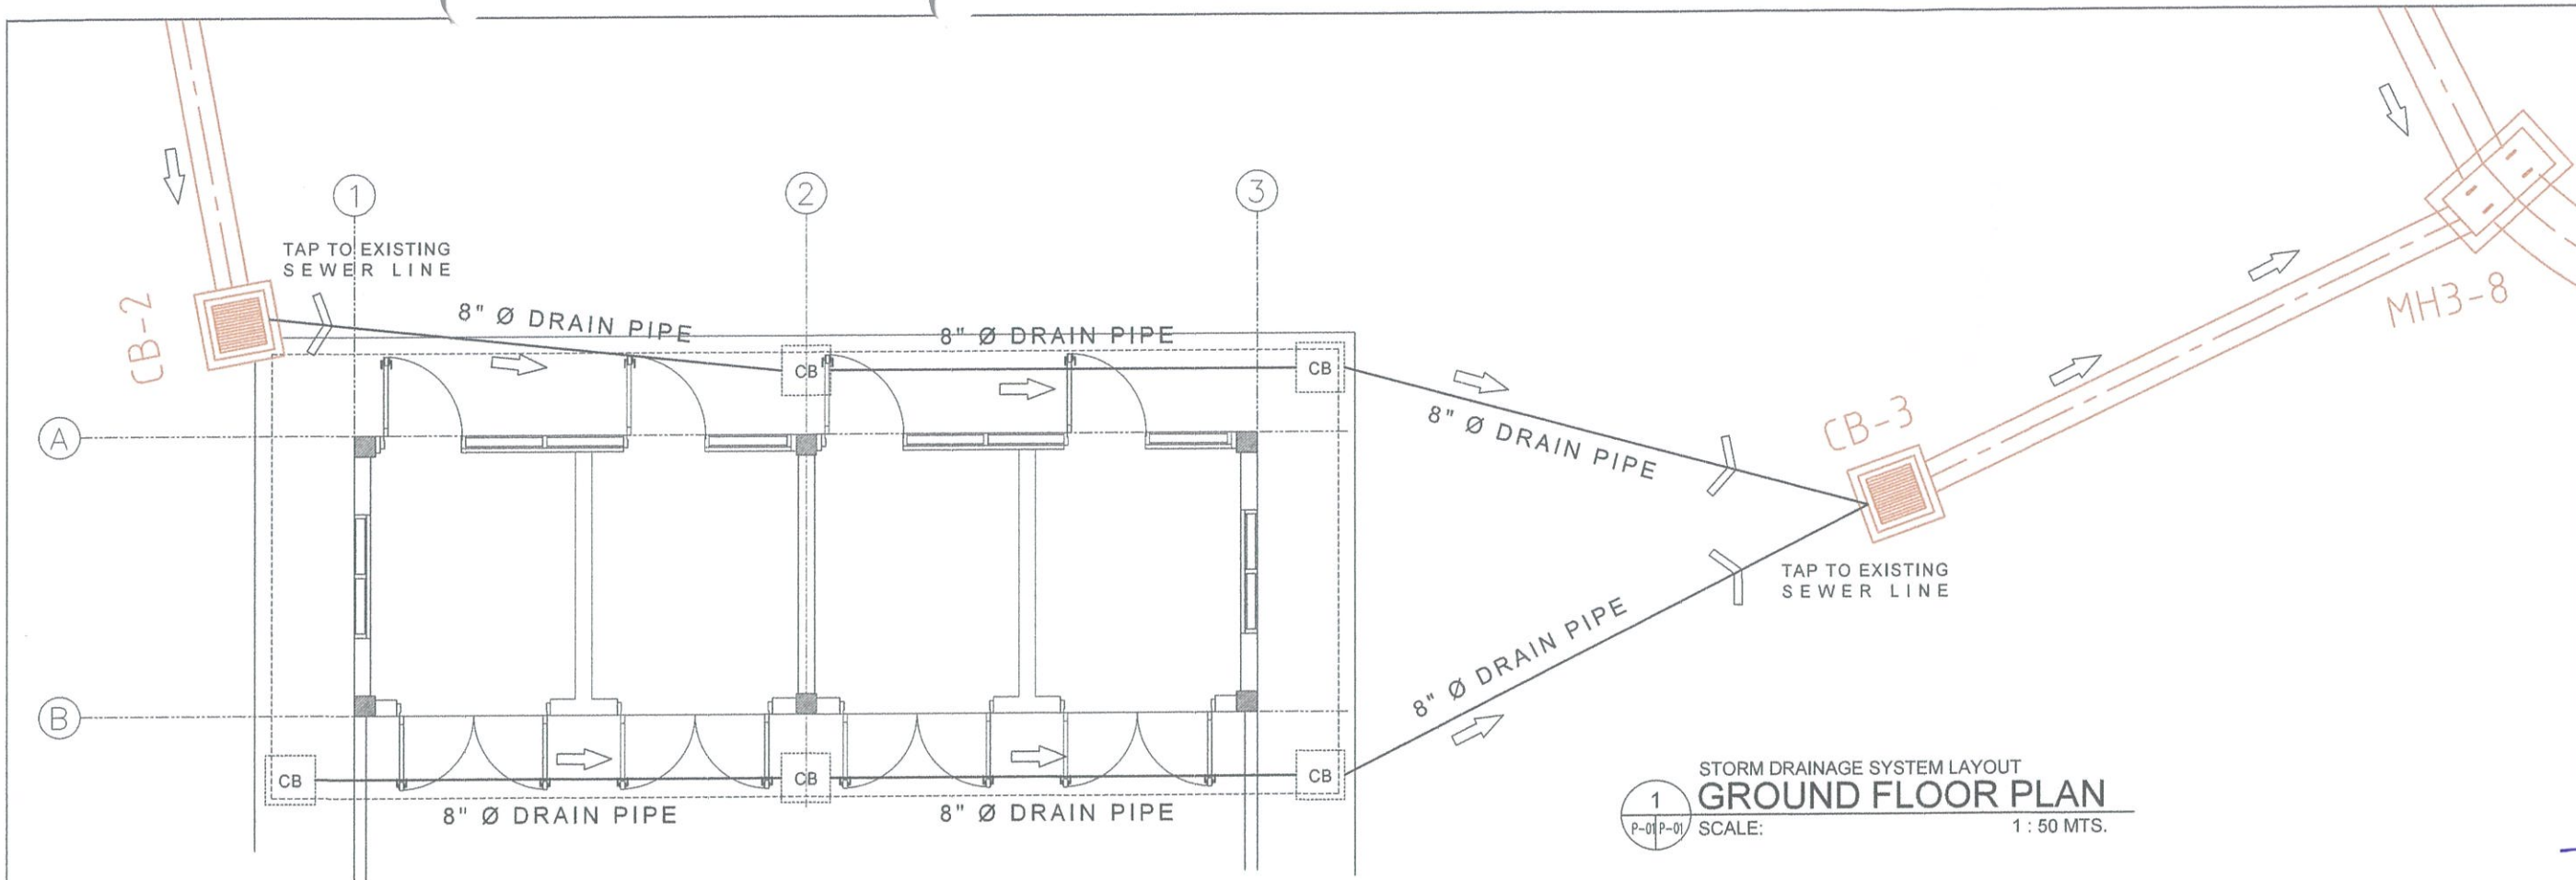 1
2
3
TAP TO EXISTING
SEWER LINE
CB-2
8" Ø DRAIN PIPE
8" Ø DRAIN PIPE
MH3-8
CB
CB
8" Ø DRAIN PIPE
CB-3
A
TAP TO EXISTING
SEWER LINE
8" Ø DRAIN PIPE
B
CB
CB
CB
8" Ø DRAIN PIPE
8" Ø DRAIN PIPE
STORM DRAINAGE SYSTEM LAYOUT
1
GROUND FLOOR PLAN
P-01 P-01
SCALE: 1 : 50 MTS.